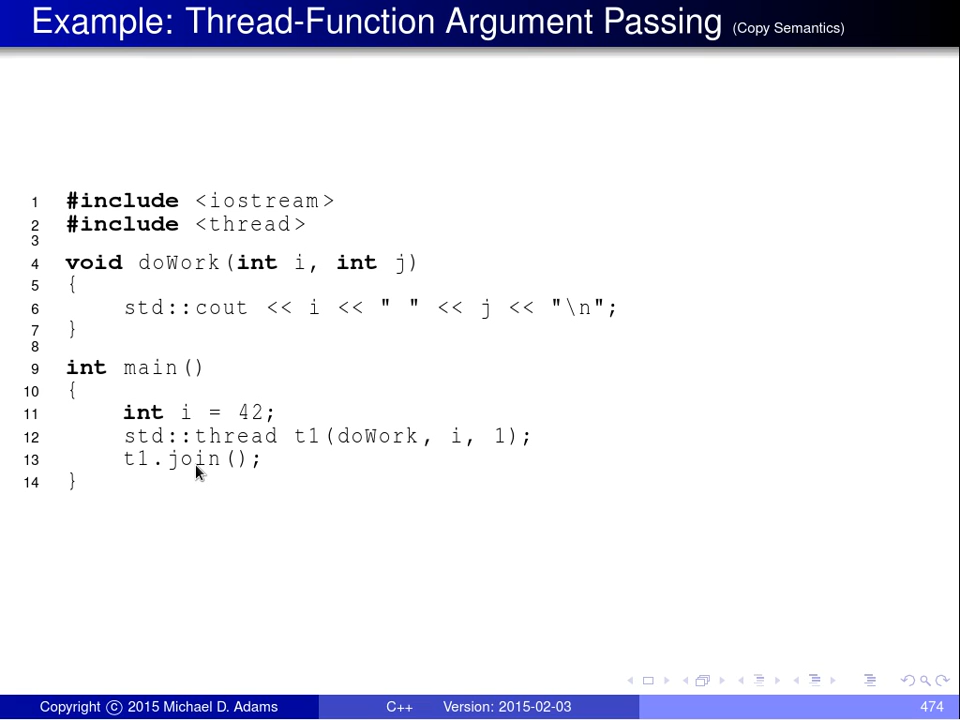 Example: Thread-Function Argument Passing (Copy Semantics)
1 #include <iostream>
2 #include <thread>
3
4 void doWork(int i, int j)
5 {
6 std::cout << i << " " << j << "\n";
7 }
8
9 int main()
10 {
11 int i = 42;
12 std::thread t1(doWork, i, 1);
13 t1.join();
14 }
Copyright © 2015 Michael D. Adams C++ Version: 2015-02-03 474